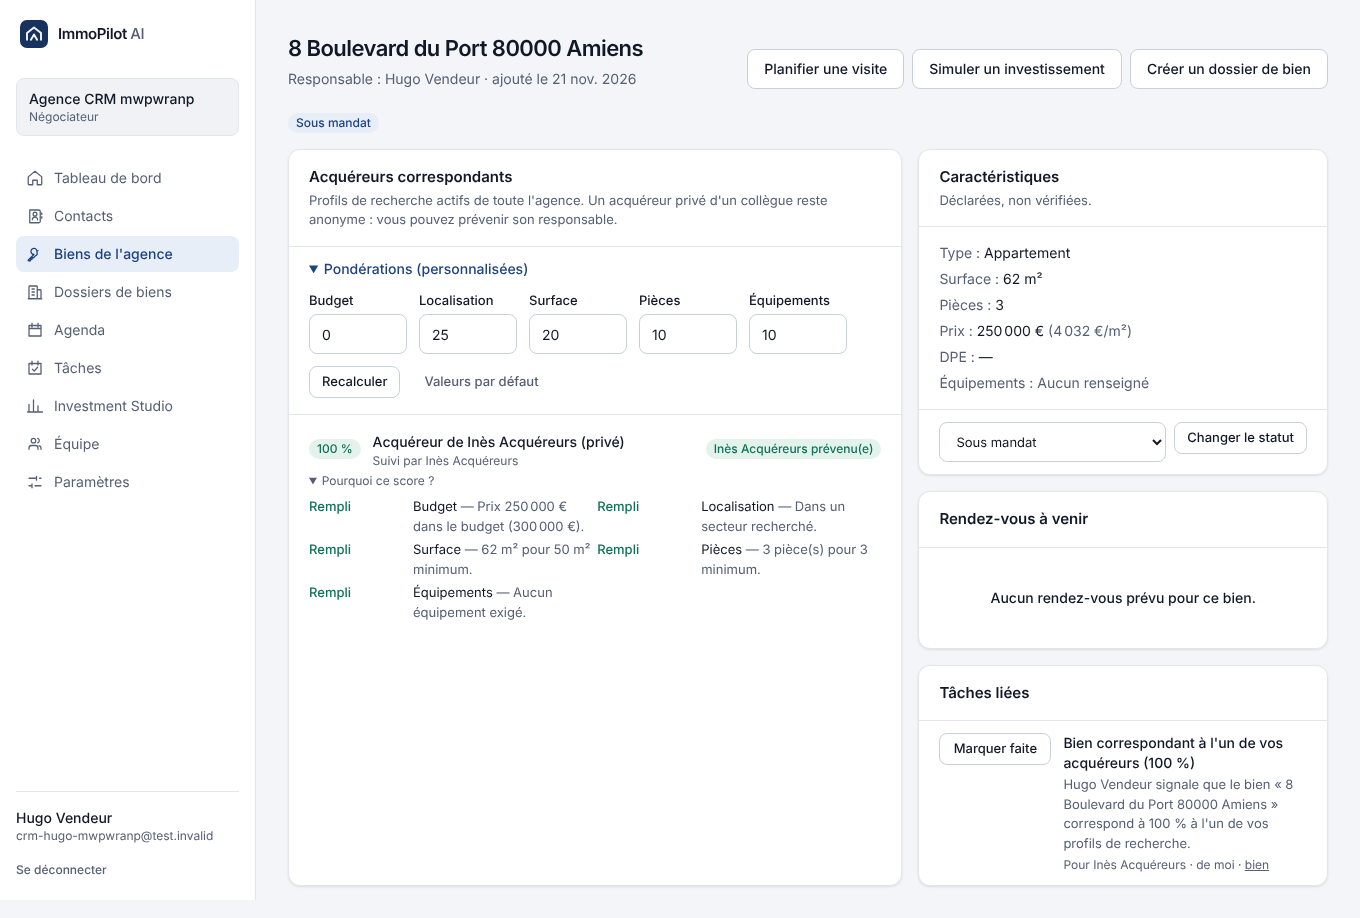 ImmoPilot AI
Agence CRM mwpwranp
Négociateur
Tableau de bord
Contacts
Biens de l'agence
Dossiers de biens
Agenda
Tâches
Investment Studio
Équipe
Paramètres
Hugo Vendeur
crm-hugo-mwpwranp@test.invalid
Se déconnecter
8 Boulevard du Port 80000 Amiens
Responsable : Hugo Vendeur · ajouté le 21 nov. 2026
Planifier une visite
Simuler un investissement
Créer un dossier de bien
Sous mandat
Acquéreurs correspondants
Profils de recherche actifs de toute l'agence. Un acquéreur privé d'un collègue reste
anonyme : vous pouvez prévenir son responsable.
▼ Pondérations (personnalisées)
Budget Localisation Surface Pièces Équipements
0 25 20 10 10
Recalculer Valeurs par défaut
100 % Acquéreur de Inès Acquéreurs (privé) Inès Acquéreurs prévenu(e)
Suivi par Inès Acquéreurs
▼ Pourquoi ce score ?
Rempli Budget — Prix 250 000 €
dans le budget (300 000 €).
Rempli Localisation — Dans un
secteur recherché.
Rempli Surface — 62 m² pour 50 m²
minimum.
Rempli Pièces — 3 pièce(s) pour 3
minimum.
Rempli Équipements — Aucun
équipement exigé.
Caractéristiques
Déclarées, non vérifiées.
Type : Appartement
Surface : 62 m²
Pièces : 3
Prix : 250 000 € (4 032 €/m²)
DPE : —
Équipements : Aucun renseigné
Sous mandat Changer le statut
Rendez-vous à venir
Aucun rendez-vous prévu pour ce bien.
Tâches liées
Marquer faite
Bien correspondant à l'un de vos
acquéreurs (100 %)
Hugo Vendeur signale que le bien « 8
Boulevard du Port 80000 Amiens »
correspond à 100 % à l'un de vos
profils de recherche.
Pour Inès Acquéreurs · de moi · bien